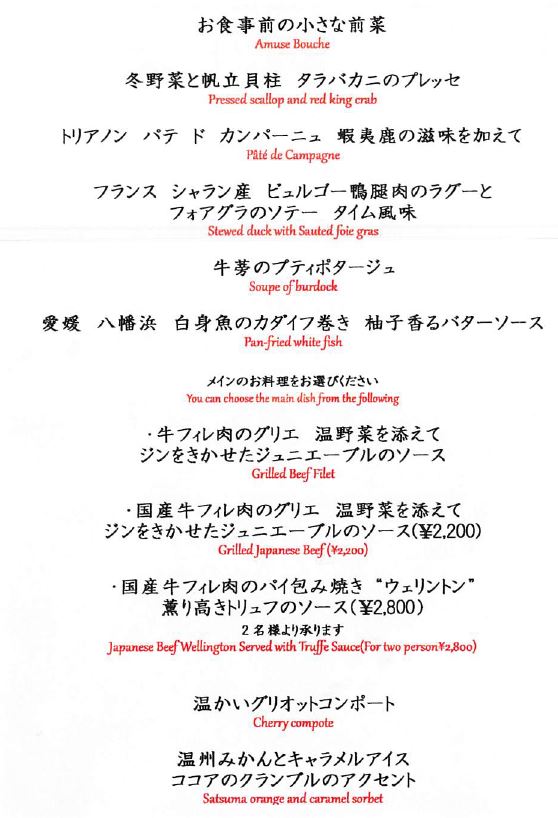 お食事前の小さな前菜
Amuse Bouche
冬野菜と帆立貝柱 タラバカニのプレッセ
Pressed scallop and red king crab
トリアノン パテ ド カンパーニュ 蝦夷鹿の滋味を加えて
Pâté de Campagne
フランス シャラン産 ビュルゴー鴨腿肉のラグーと
フォアグラのソテー タイム風味
Stewed duck with Sauted foie gras
牛蒡のプティポタージュ
Soupe of burdock
愛媛 八幡浜 白身魚のカダイフ巻き 柚子香るバターソース
Pan-fried white fish
メインのお料理をお選びください
You can choose the main dish from the following
・牛フィレ肉のグリエ 温野菜を添えて
ジンをきかせたジュニエーブルのソース
Grilled Beef Filet
・国産牛フィレ肉のグリエ 温野菜を添えて
ジンをきかせたジュニエーブルのソース(¥2,200)
Grilled Japanese Beef (¥2,200)
・国産牛フィレ肉のパイ包み焼き “ウェリントン”
薫り高きトリュフのソース(¥2,800)
2名様より承ります
Japanese Beef Wellington Served with Truffe Sauce(For two person¥2,800)
温かいグリオットコンポート
Cherry compote
温州みかんとキャラメルアイス
ココアのクランブルのアクセント
Satsuma orange and caramel sorbet